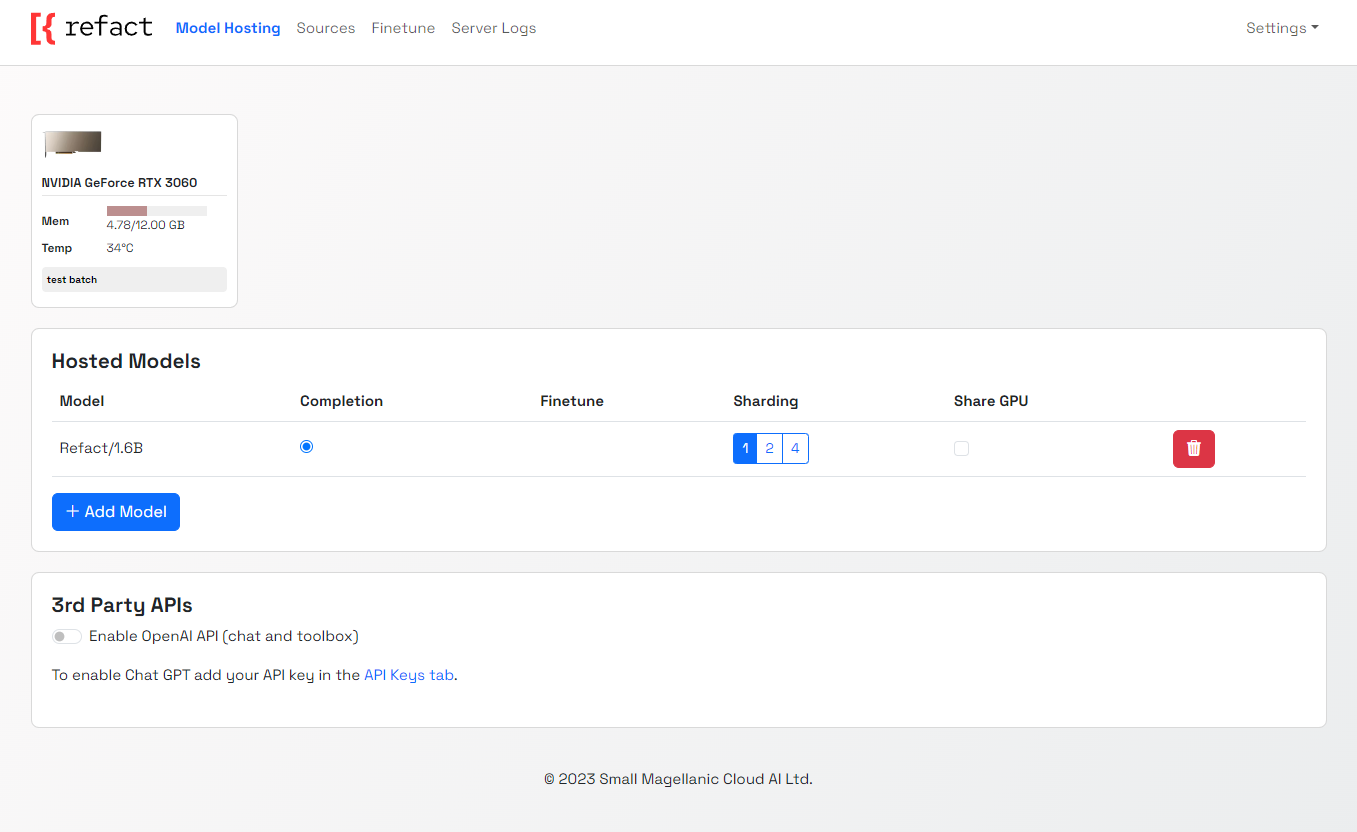 refact Model Hosting Sources Finetune Server Logs Settings
NVIDIA GeForce RTX 3060
Mem 4.78/12.00 GB
Temp 34°C
test batch
Hosted Models
Model Completion Finetune Sharding Share GPU
Refact/1.6B 1 2 4
+ Add Model
3rd Party APIs
Enable OpenAI API (chat and toolbox)
To enable Chat GPT add your API key in the API Keys tab.
© 2023 Small Magellanic Cloud AI Ltd.